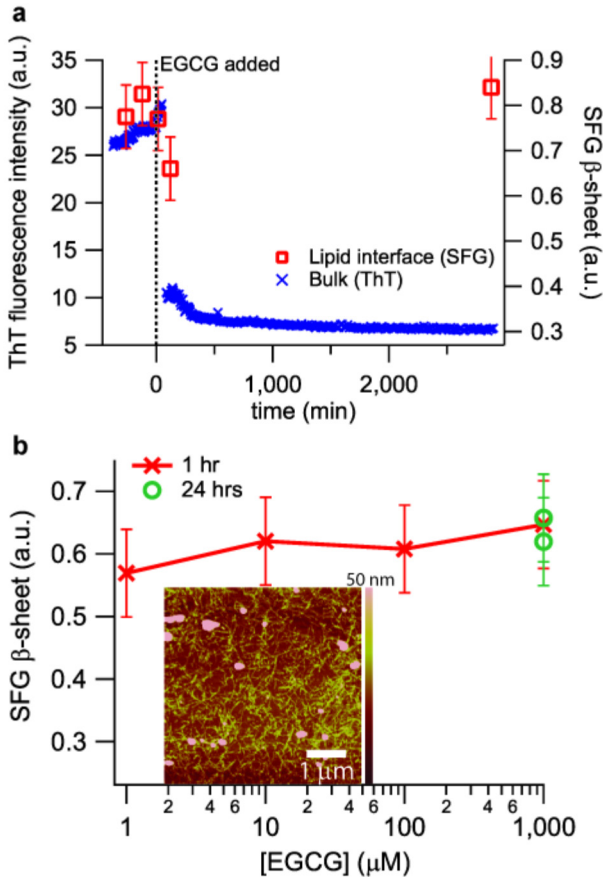 a
ThT fluorescence intensity (a.u.)
35
30
25
20
15
10
5
EGCG added
Lipid interface (SFG)
Bulk (ThT)
0.9
0.8
0.7
0.6
0.5
0.4
0.3
SFG β-sheet (a.u.)
0
1,000
2,000
time (min)
b
1 hr
24 hrs
SFG β-sheet (a.u.)
0.7
0.6
0.5
0.4
0.3
50 nm
1 μm
1 2 4 6 10 2 4 6 100 2 4 6 1,000
[EGCG] (μM)